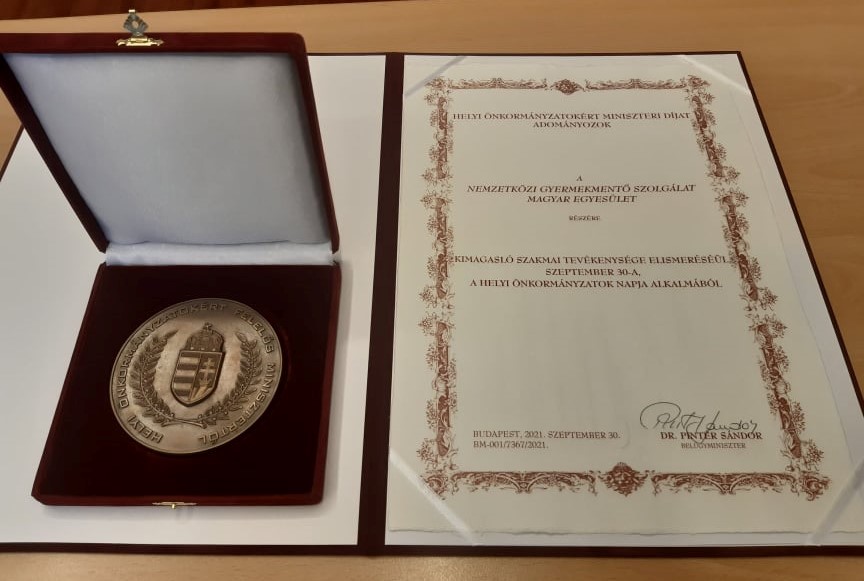 HELYI ÖNKORMÁNYZATOKÉRT FELELŐS MINISZTERTŐL
HELYI ÖNKORMÁNYZATOKÉRT MINISZTERI DÍJAT
ADOMÁNYOZOK
A
NEMZETKÖZI GYERMEKMENTŐ SZOLGÁLAT
MAGYAR EGYESÜLET
RÉSZÉRE
KIMAGASLÓ SZAKMAI TEVÉKENYSÉGE ELISMERÉSÉÜL
SZEPTEMBER 30-A,
A HELYI ÖNKORMÁNYZATOK NAPJA ALKALMÁBÓL
BUDAPEST, 2021. SZEPTEMBER 30.
BM-001/7367/2021.
DR. PINTÉR SÁNDOR
BELÜGYMINISZTER